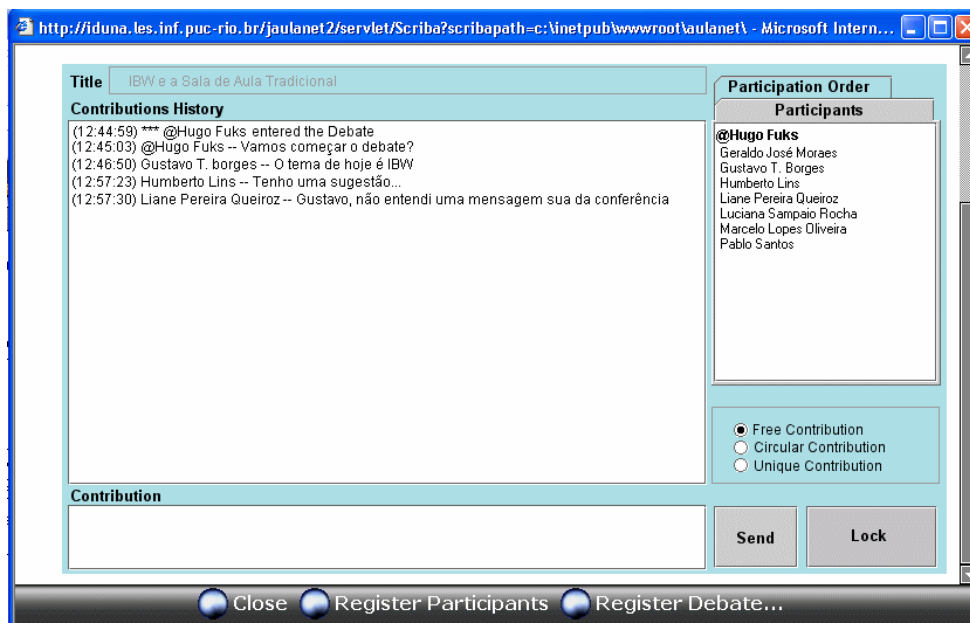 http://iduna.les.inf.puc-rio.br/jaulanet2/servlet/Scriba?scribapath=c:\inetpub\wwwroot\aulanet\ - Microsoft Intern...
Title IBW e a Sala de Aula Tradicional
Contributions History
(12:44:59) *** @Hugo Fuks entered the Debate
(12:45:03) @Hugo Fuks -- Vamos começar o debate?
(12:46:50) Gustavo T. borges -- O tema de hoje é IBW
(12:57:23) Humberto Lins -- Tenho uma sugestão...
(12:57:30) Liane Pereira Queiroz -- Gustavo, não entendi uma mensagem sua da conferência
Participation Order
Participants
@Hugo Fuks
Geraldo José Moraes
Gustavo T. Borges
Humberto Lins
Liane Pereira Queiroz
Luciana Sampaio Rocha
Marcelo Lopes Oliveira
Pablo Santos
Free Contribution
Circular Contribution
Unique Contribution
Contribution
Send
Lock
Close Register Participants Register Debate...